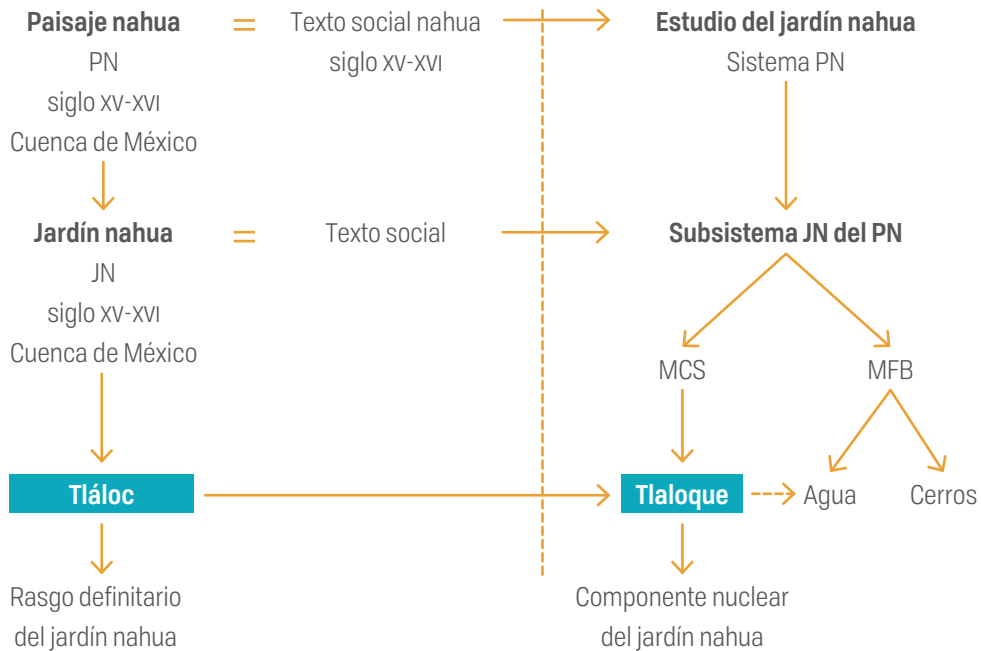 Paisaje nahua
PN
siglo XV-XVI
Cuenca de México
=
Texto social nahua
siglo XV-XVI
Estudio del jardín nahua
Sistema PN
Jardín nahua
JN
siglo XV-XVI
Cuenca de México
=
Texto social
Subsistema JN del PN
MCS
MFB
Tláloc
Tlaloque
Agua
Cerros
Rasgo definitario
del jardín nahua
Componente nuclear
del jardín nahua